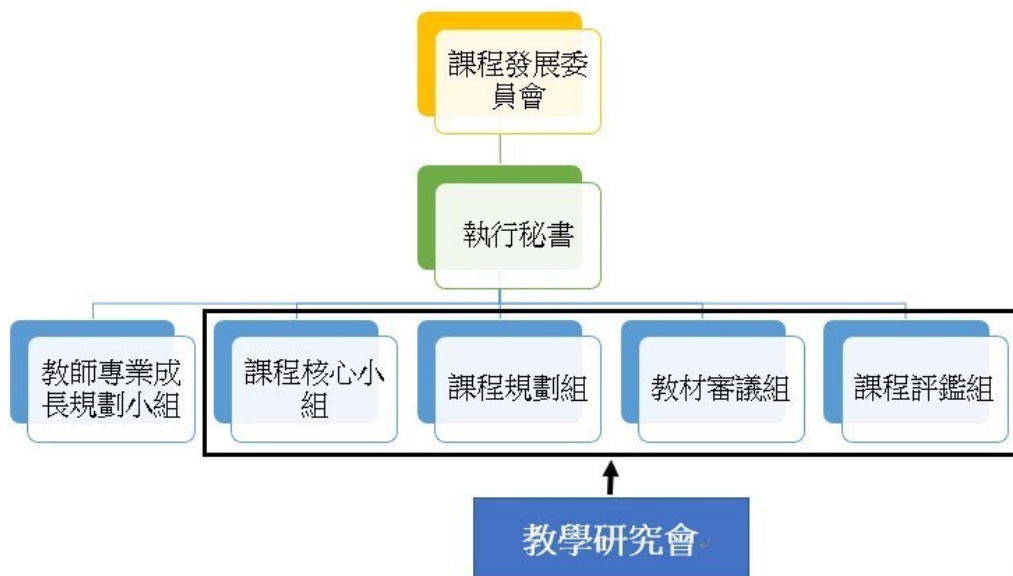 課程發展委
員會
執行秘書
教師專業成
長規劃小組
課程核心小
組
課程規劃組
教材審議組
課程評鑑組
教學研究會